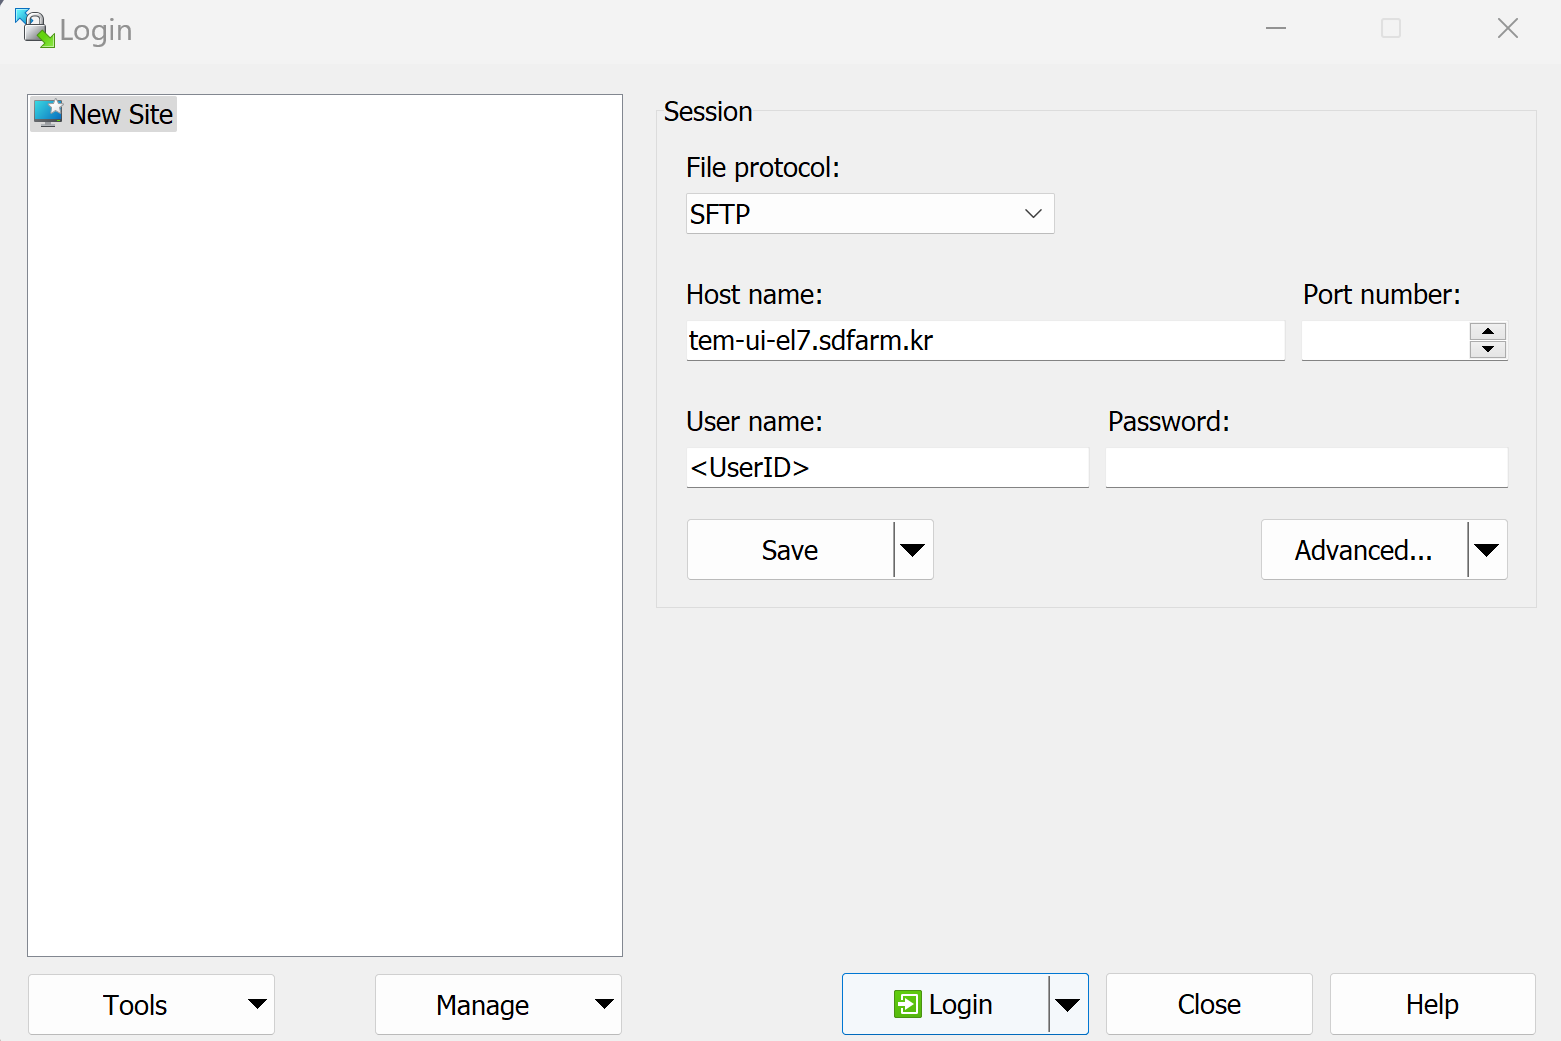 Login
New Site
Session
File protocol:
SFTP
Host name:
Port number:
tem-ui-el7.sdfarm.kr
User name:
Password:
<UserID>
Save
Advanced...
Tools
Manage
Login
Close
Help